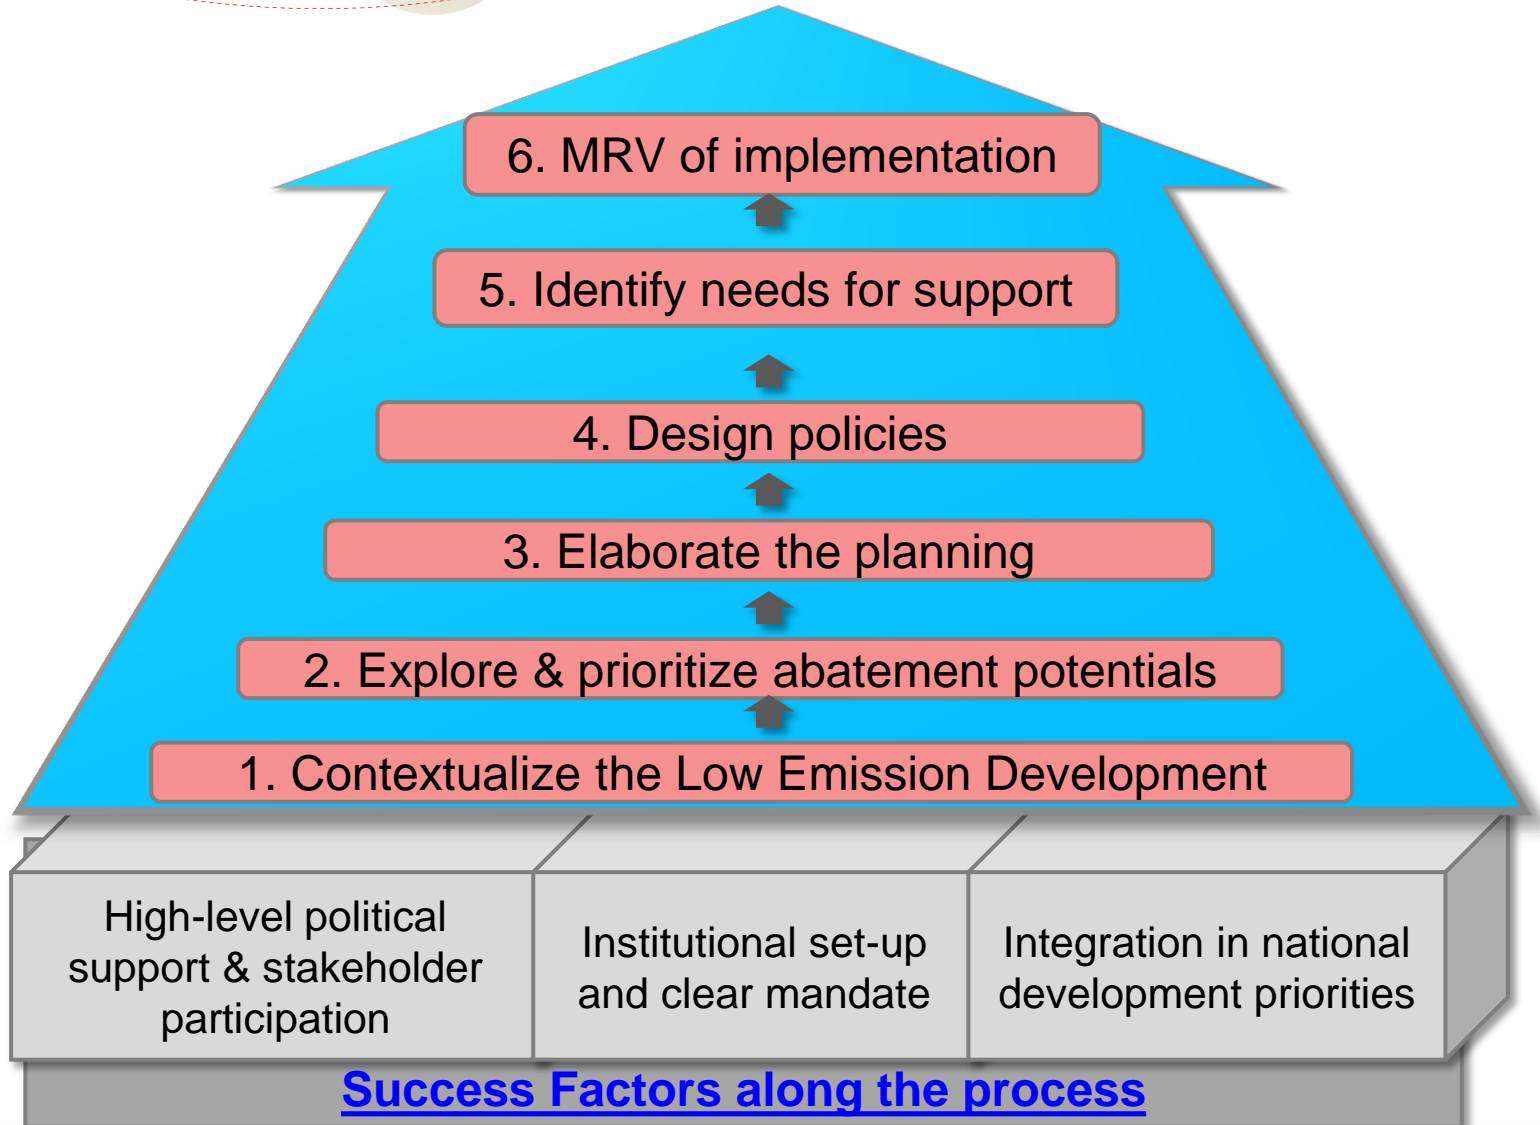 6. MRV of implementation
5. Identify needs for support
4. Design policies
3. Elaborate the planning
2. Explore & prioritize abatement potentials
1. Contextualize the Low Emission Development
High-level political
support & stakeholder
participation
Institutional set-up
and clear mandate
Integration in national
development priorities
Success Factors along the process